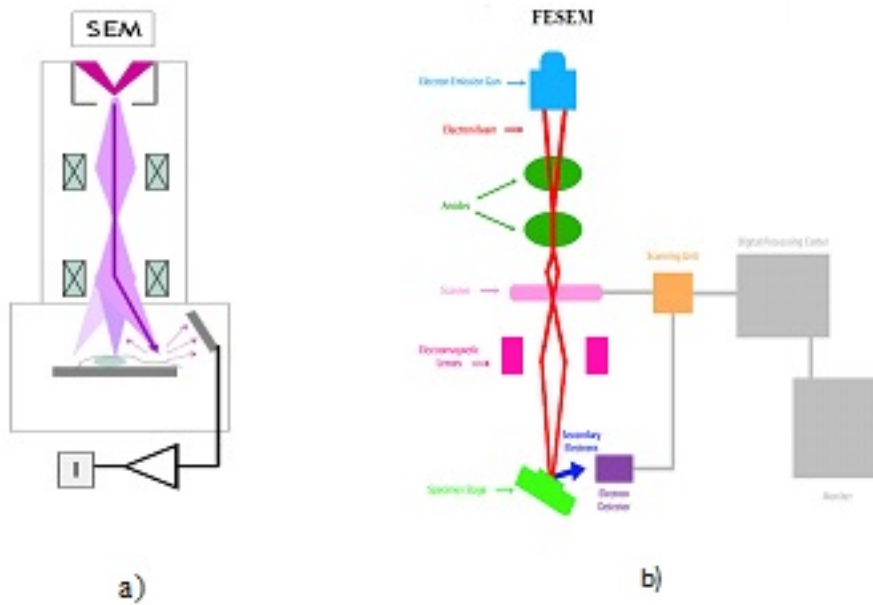 SEM
I
a)
FESEM
Electron Emission Gun
Electron Beam
Anodes
Scanner
Scanning Unit
Digital Processing Center
Electromagnetic
Lenses
Secondary
Electrons
Specimen Stage
Electron
Detector
Monitor
b)